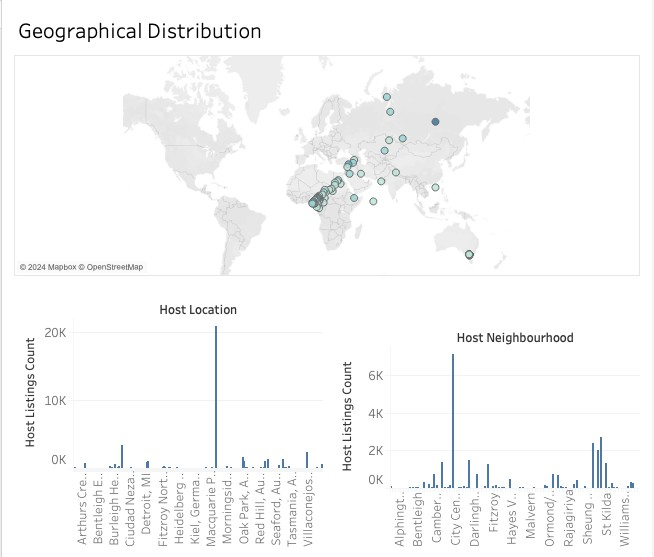 Geographical Distribution
© 2024 Mapbox © OpenStreetMap
Host Location
Host Listings Count
20K
10K
0K
Arthurs Cre..
Bentleigh E..
Burleigh He..
Ciudad Neza..
Detroit, MI
Fitzroy Nort..
Heidelberg ..
Kiel, Germa..
Macquarie P..
Morningsid..
Oak Park, A..
Red Hill, Au..
Seaford, Au..
Tasmania, A..
Villaconejos..
Host Neighbourhood
Host Listings Count
6K
4K
2K
0K
Alphingt..
Bentleigh
Camber..
City Cen..
Darlingh..
Fitzroy
Hayes V..
Malvern
Ormond/..
Rajagiriya
Sheung ..
St Kilda
Williams..